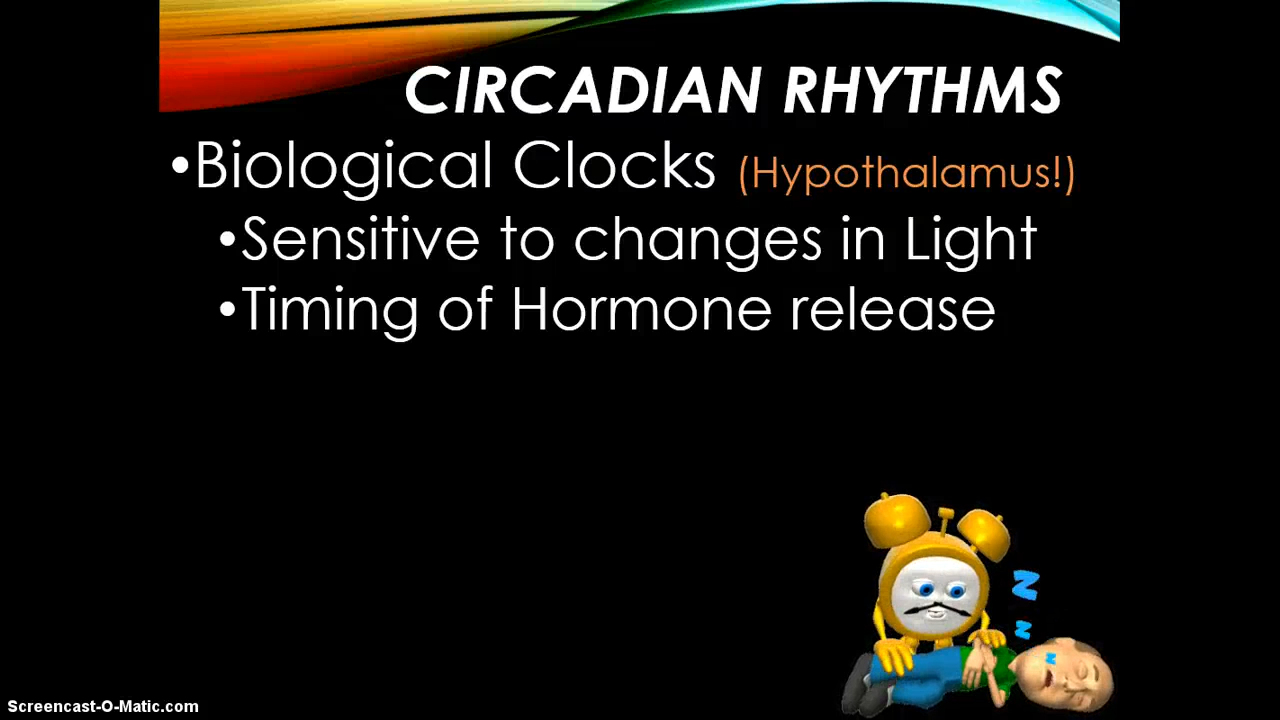 CIRCADIAN RHYTHMS
•Biological Clocks (Hypothalamus!)
•Sensitive to changes in Light
•Timing of Hormone release
Z
Z
Z
Screencast-O-Matic.com